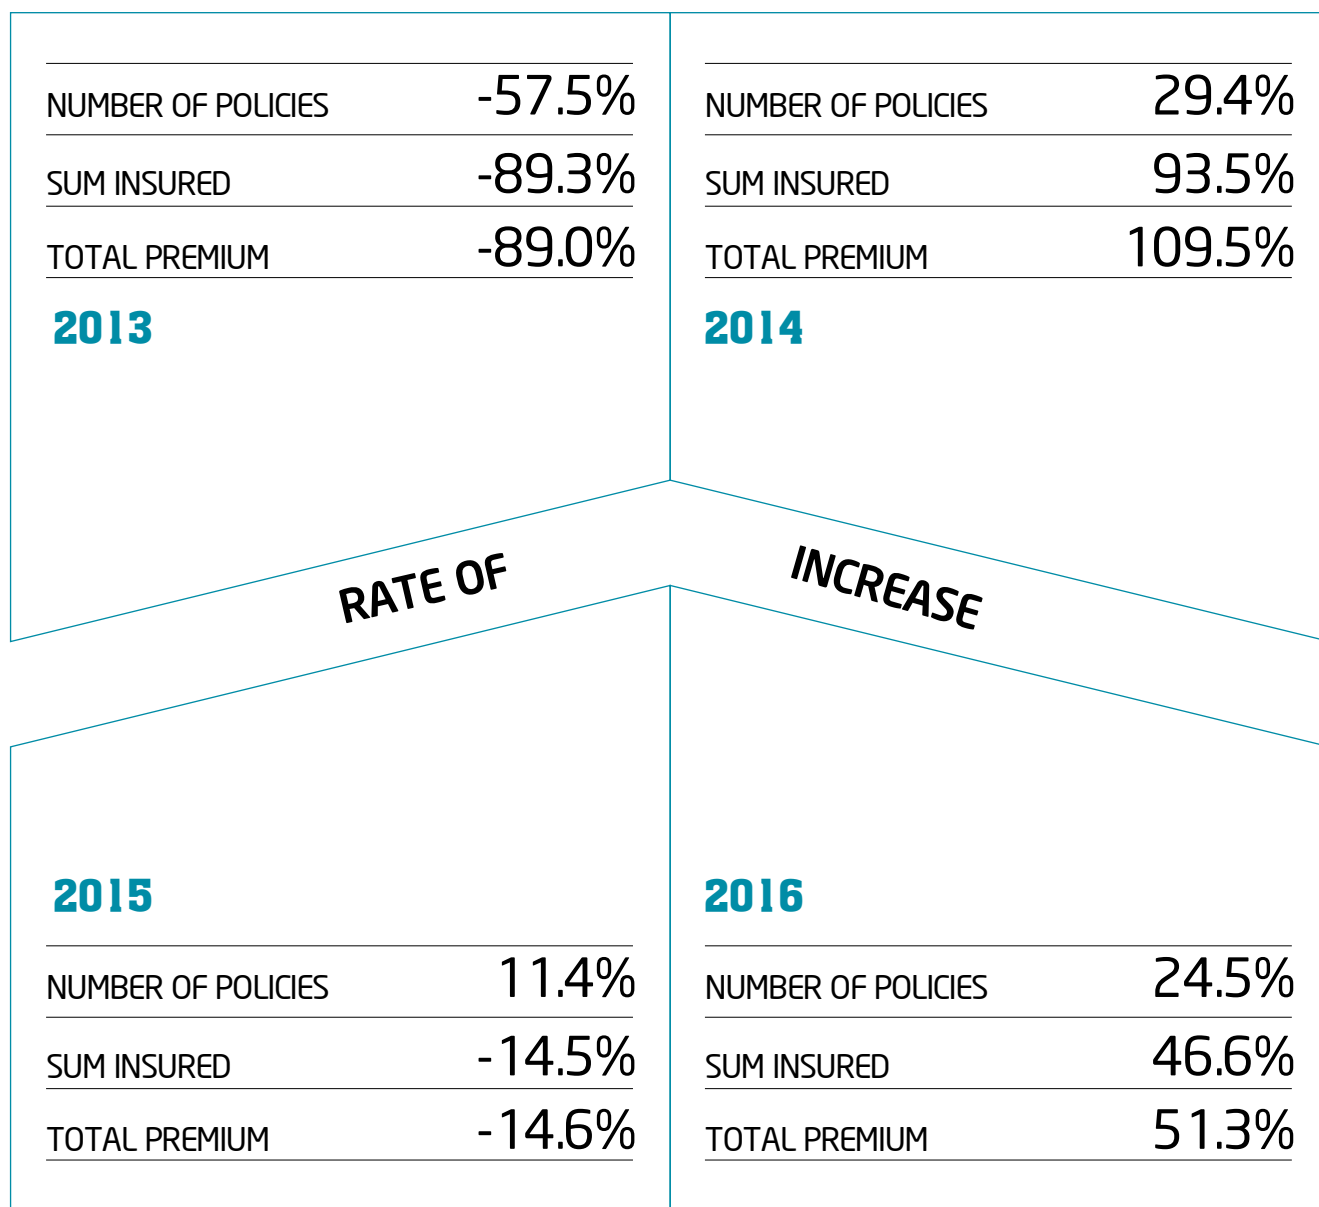 NUMBER OF POLICIES -57.5%
SUM INSURED -89.3%
TOTAL PREMIUM -89.0%
2013
NUMBER OF POLICIES 29.4%
SUM INSURED 93.5%
TOTAL PREMIUM 109.5%
2014
RATE OF INCREASE
2015
NUMBER OF POLICIES 11.4%
SUM INSURED -14.5%
TOTAL PREMIUM -14.6%
2016
NUMBER OF POLICIES 24.5%
SUM INSURED 46.6%
TOTAL PREMIUM 51.3%